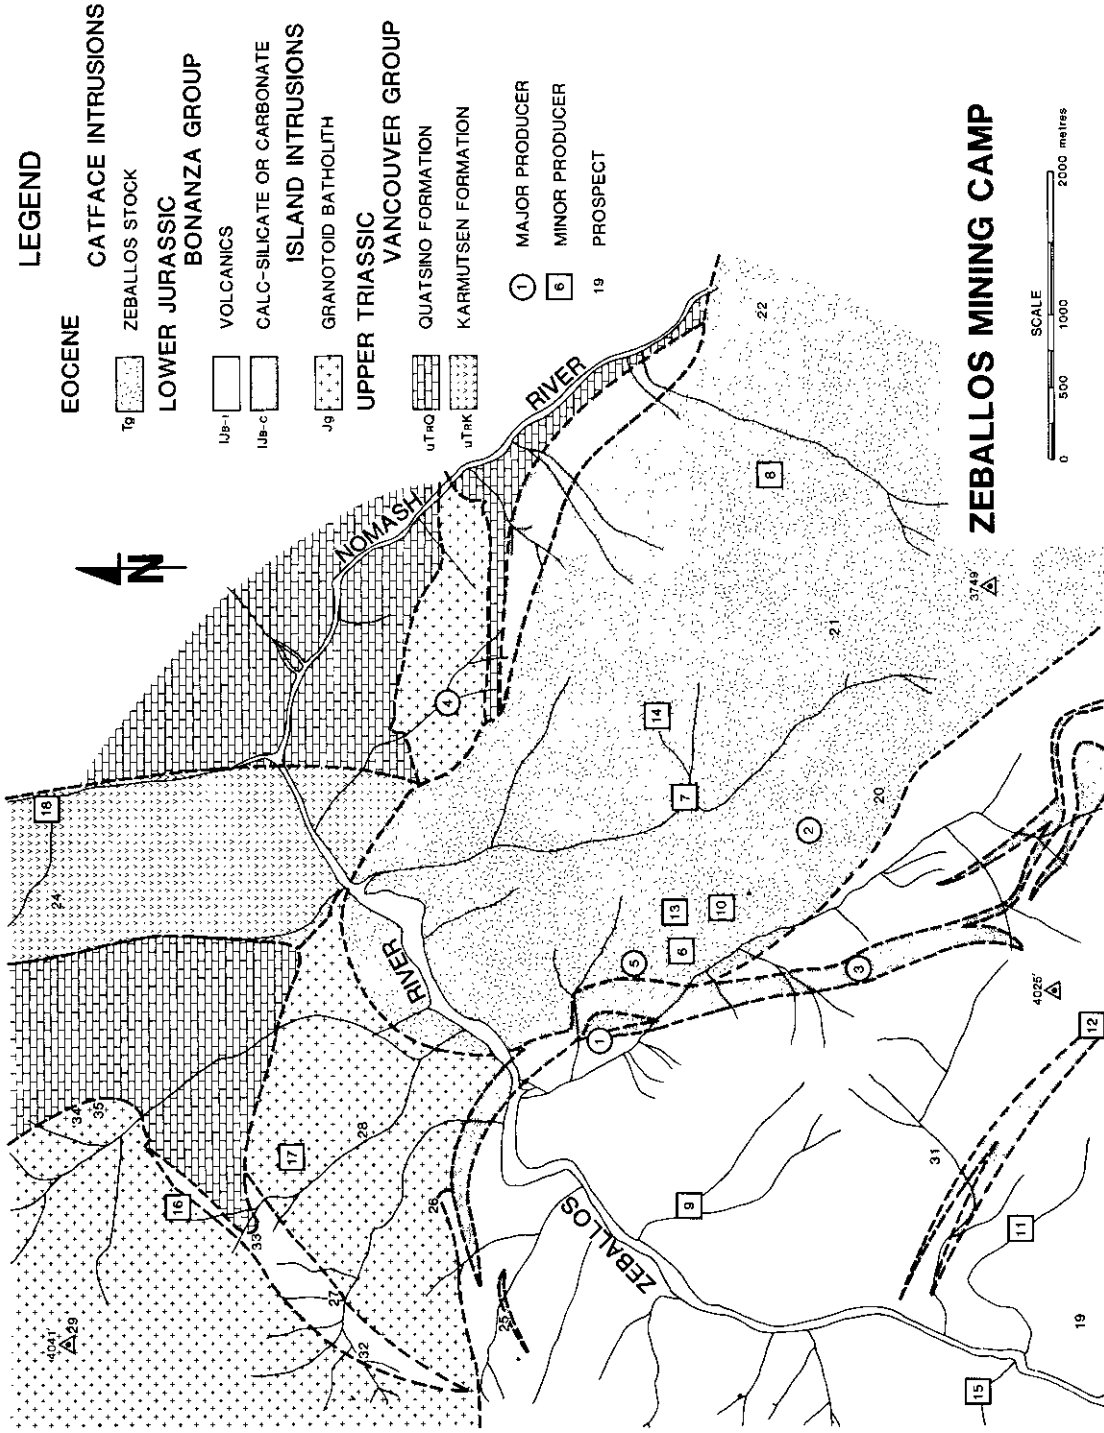 LEGEND
EOCENE
CATFACE INTRUSIONS
Tg ZEBALLOS STOCK
LOWER JURASSIC
BONANZA GROUP
lJB-l VOLCANICS
lJB-c CALC-SILICATE OR CARBONATE
ISLAND INTRUSIONS
Jg GRANOTOID BATHOLITH
UPPER TRIASSIC
VANCOUVER GROUP
uTRQ QUATSINO FORMATION
uTRK KARMUTSEN FORMATION
1 MAJOR PRODUCER
6 MINOR PRODUCER
19 PROSPECT
ZEBALLOS MINING CAMP
SCALE
0 500 1000 2000 metres
N
NOMASH
RIVER
RIVER
ZEBALLOS
4041'
29
34
35
24
18
16
33
17
28
27
32
26
25
4
22
8
3749'
21
14
7
20
2
13
10
6
5
1
3
4025'
12
9
31
11
19
15